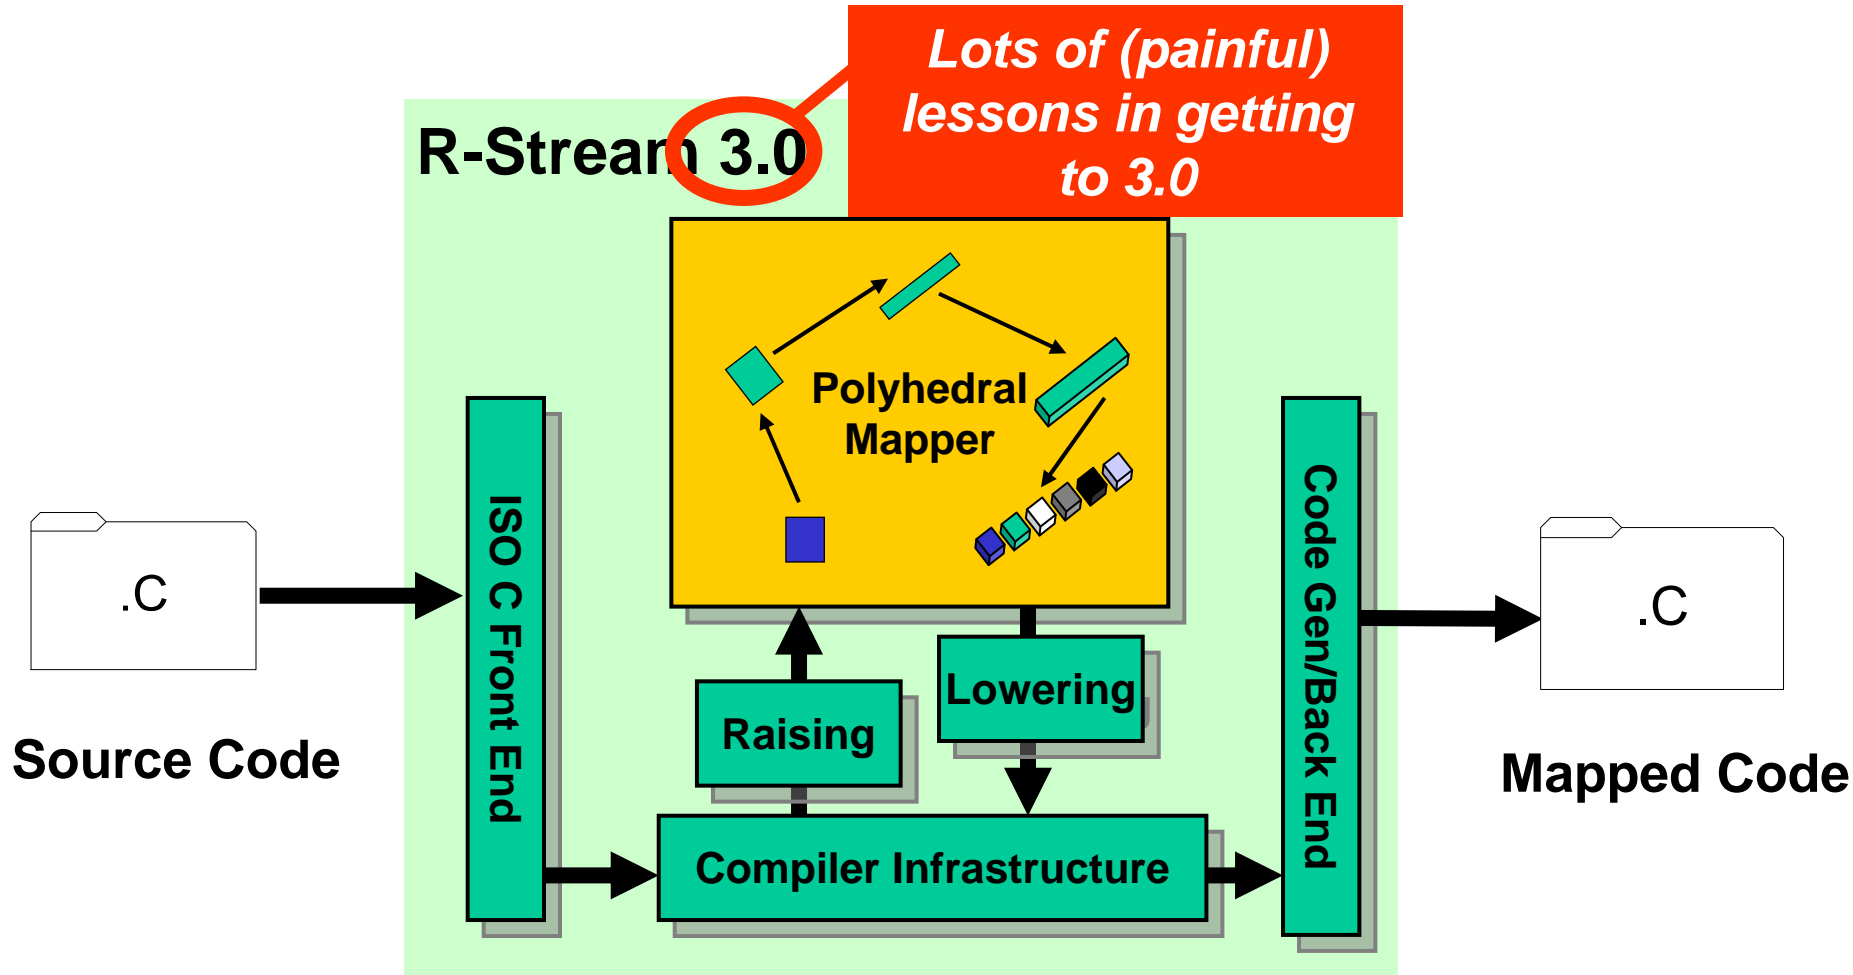 Lots of (painful)
lessons in getting
to 3.0
R-Stream 3.0
Polyhedral
Mapper
ISO C Front End
Code Gen/Back End
.C
.C
Lowering
Raising
Source Code
Mapped Code
Compiler Infrastructure